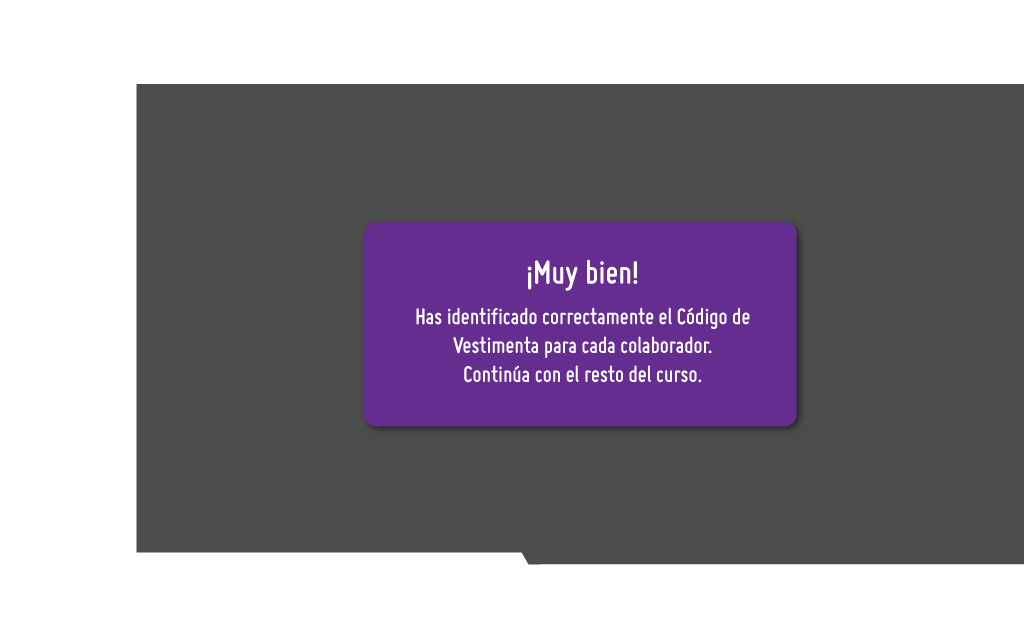 ¡Muy bien!
Has identificado correctamente el Código de
Vestimenta para cada colaborador.
Continúa con el resto del curso.